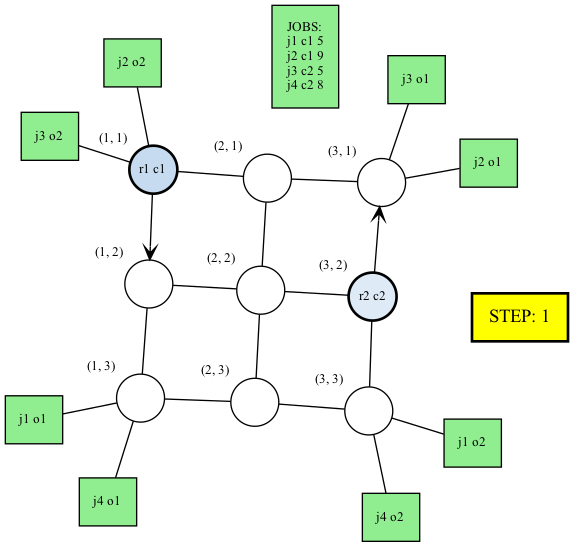 JOBS:
j1 c1 5
j2 c1 9
j3 c2 5
j4 c2 8
j2 o2
j3 o1
j3 o2
(1, 1)
(2, 1)
(3, 1)
j2 o1
r1 c1
(1, 2)
(2, 2)
(3, 2)
r2 c2
STEP: 1
(1, 3)
(2, 3)
(3, 3)
j1 o1
j1 o2
j4 o1
j4 o2